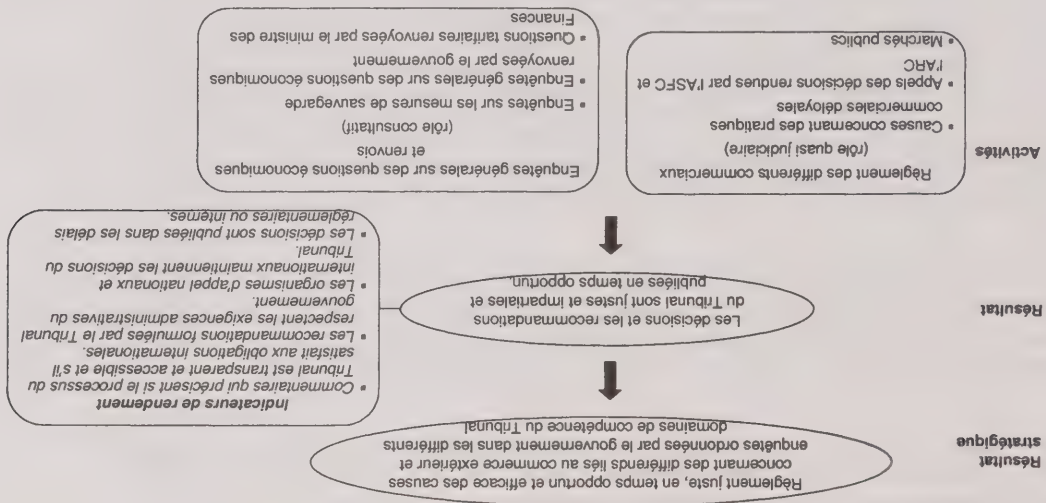 Résultat
stratégique
Règlement juste, en temps opportun et efficace des causes
concernant des différends liés au commerce extérieur et
enquêtes ordonnées par le gouvernement dans les différents
domaines de compétence du Tribunal
Résultat
Les décisions et les recommandations
du Tribunal sont justes et impartiales et
publiées en temps opportun.
Indicateurs de rendement
• Commentaires qui précisent si le processus du
Tribunal est transparent et accessible et s'il
satisfait aux obligations internationales.
• Les recommandations formulées par le Tribunal
respectent les exigences administratives du
gouvernement.
• Les organismes d'appel nationaux et
internationaux maintiennent les décisions du
Tribunal.
• Les décisions sont publiées dans les délais
réglementaires ou internes.
Activités
Règlement des différents commerciaux
(rôle quasi judiciaire)
• Causes concernant des pratiques
commerciales déloyales
• Appels des décisions rendues par l'ASFC et
l'ARC
• Marchés publics
Enquêtes générales sur des questions économiques
et renvois
(rôle consultatif)
• Enquêtes sur les mesures de sauvegarde
• Enquêtes générales sur des questions économiques
renvoyées par le gouvernement
• Questions tarifaires renvoyées par le ministre des
Finances